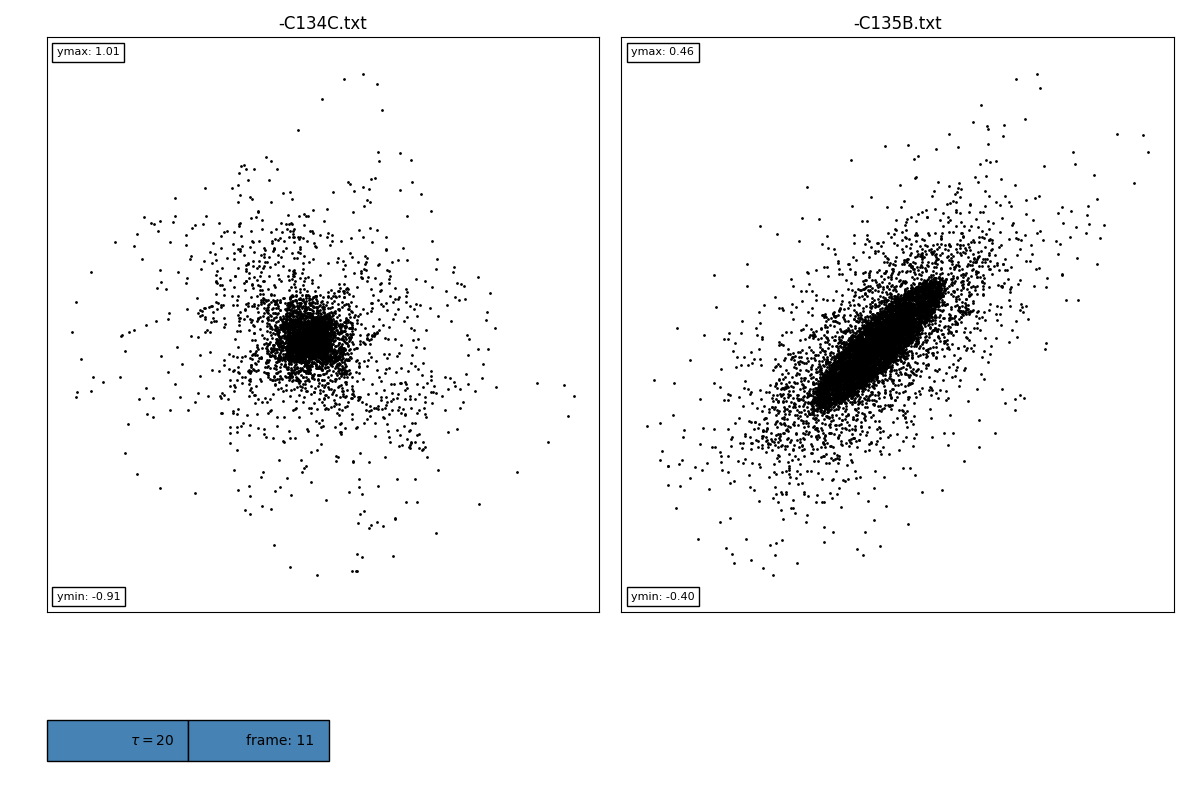 -C134C.txt
-C135B.txt
ymax: 1.01
ymax: 0.46
ymin: -0.91
ymin: -0.40
τ = 20
frame: 11